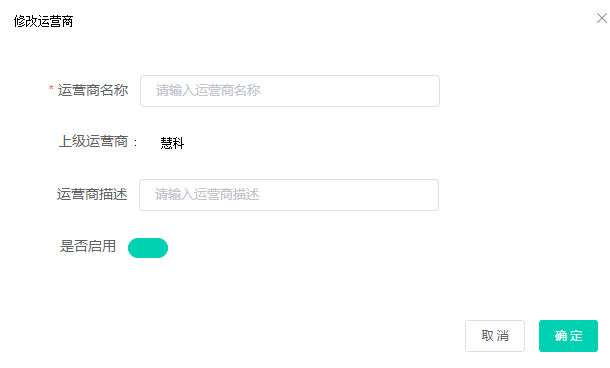 修改运营商
* 运营商名称 请输入运营商名称
上级运营商： 慧科
运营商描述 请输入运营商描述
是否启用
取消 确定